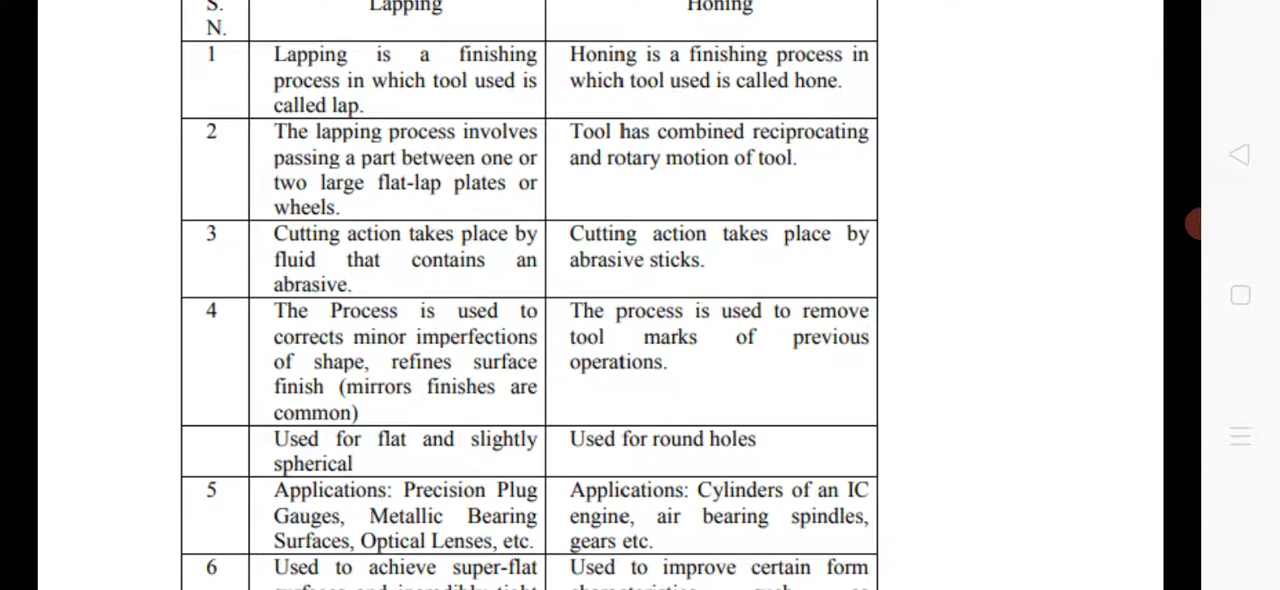 S.
Lapping
Honing
N.
1
Lapping is a finishing
process in which tool used is
called lap.
Honing is a finishing process in
which tool used is called hone.
2
The lapping process involves
passing a part between one or
two large flat-lap plates or
wheels.
Tool has combined reciprocating
and rotary motion of tool.
3
Cutting action takes place by
fluid that contains an
abrasive.
Cutting action takes place by
abrasive sticks.
4
The Process is used to
corrects minor imperfections
of shape, refines surface
finish (mirrors finishes are
common)
The process is used to remove
tool marks of previous
operations.
Used for flat and slightly
spherical
Used for round holes
5
Applications: Precision Plug
Gauges, Metallic Bearing
Surfaces, Optical Lenses, etc.
Applications: Cylinders of an IC
engine, air bearing spindles,
gears etc.
6
Used to achieve super-flat
Used to improve certain form